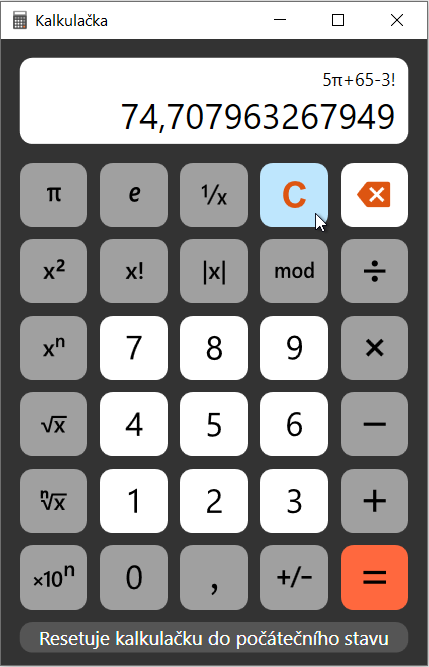 Kalkulačka
5π+65-3!
74,707963267949
π e ¹/x C
x² x! |x| mod ÷
xⁿ 7 8 9 ×
√x 4 5 6 −
ⁿ√x 1 2 3 +
×10ⁿ 0 , +/- =
Resetuje kalkulačku do počátečního stavu